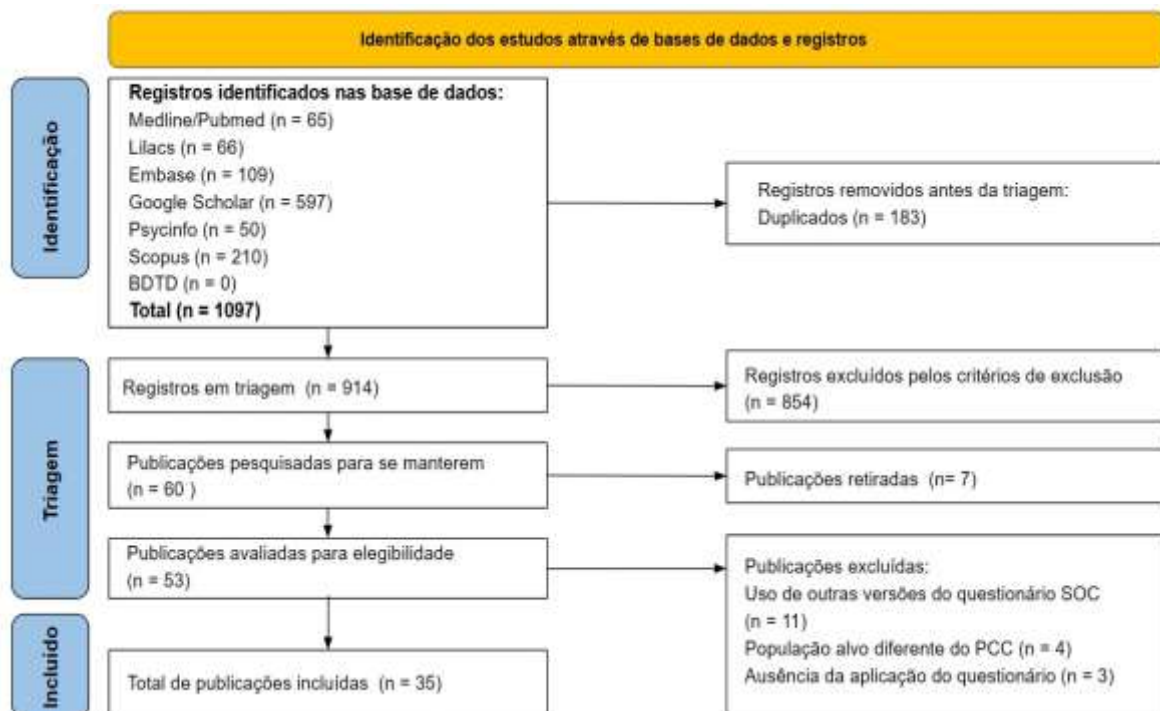 Identificação dos estudos através de bases de dados e registros
Identificação
Registros identificados nas base de dados:
Medline/Pubmed (n = 65)
Lilacs (n = 66)
Embase (n = 109)
Google Scholar (n = 597)
Psycinfo (n = 50)
Scopus (n = 210)
BDTD (n = 0)
Total (n = 1097)
Registros removidos antes da triagem:
Duplicados (n = 183)
Triagem
Registros em triagem (n = 914)
Registros excluídos pelos critérios de exclusão
(n = 854)
Publicações pesquisadas para se manterem
(n = 60 )
Publicações retiradas (n= 7)
Publicações avaliadas para elegibilidade
(n = 53)
Publicações excluídas:
Uso de outras versões do questionário SOC
(n = 11)
População alvo diferente do PCC (n = 4)
Ausência da aplicação do questionário (n = 3)
Incluido
Total de publicações incluídas (n = 35)